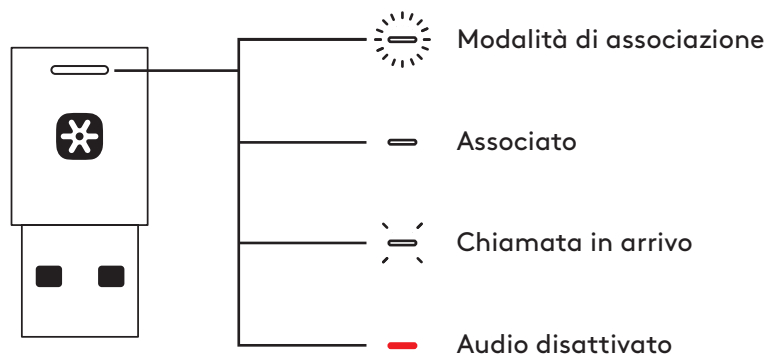 Modalità di associazione
Associato
Chiamata in arrivo
Audio disattivato